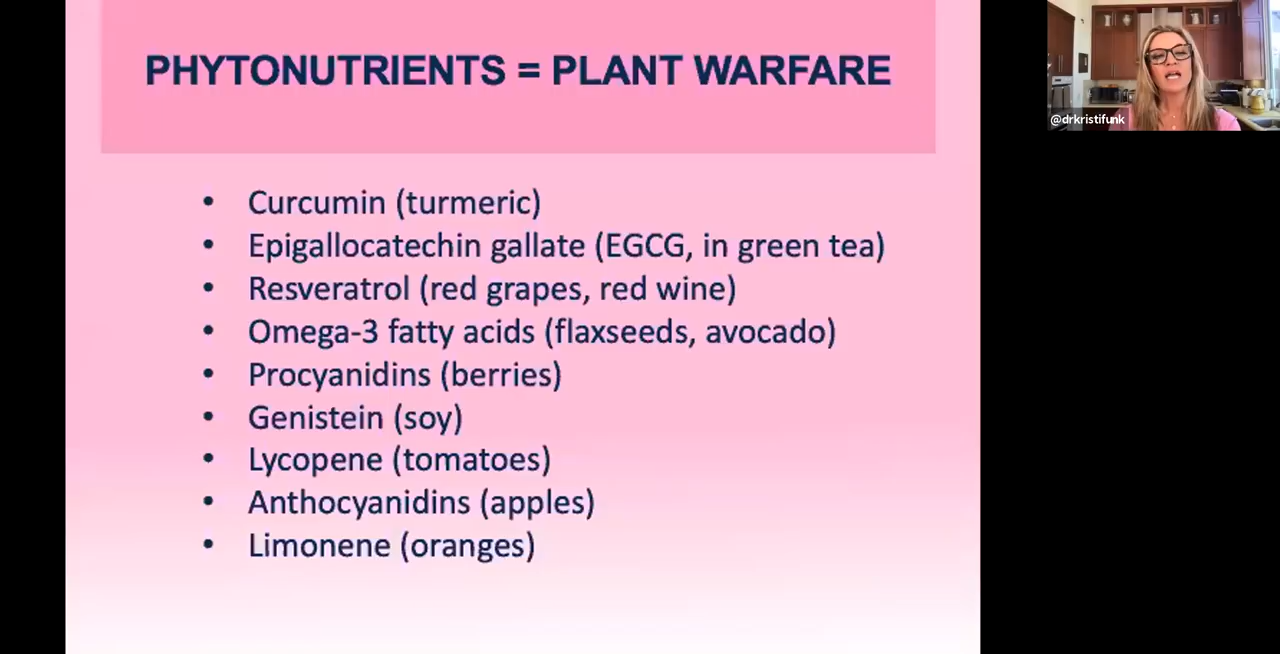 PHYTONUTRIENTS = PLANT WARFARE
• Curcumin (turmeric)
• Epigallocatechin gallate (EGCG, in green tea)
• Resveratrol (red grapes, red wine)
• Omega-3 fatty acids (flaxseeds, avocado)
• Procyanidins (berries)
• Genistein (soy)
• Lycopene (tomatoes)
• Anthocyanidins (apples)
• Limonene (oranges)
@drkristifunk